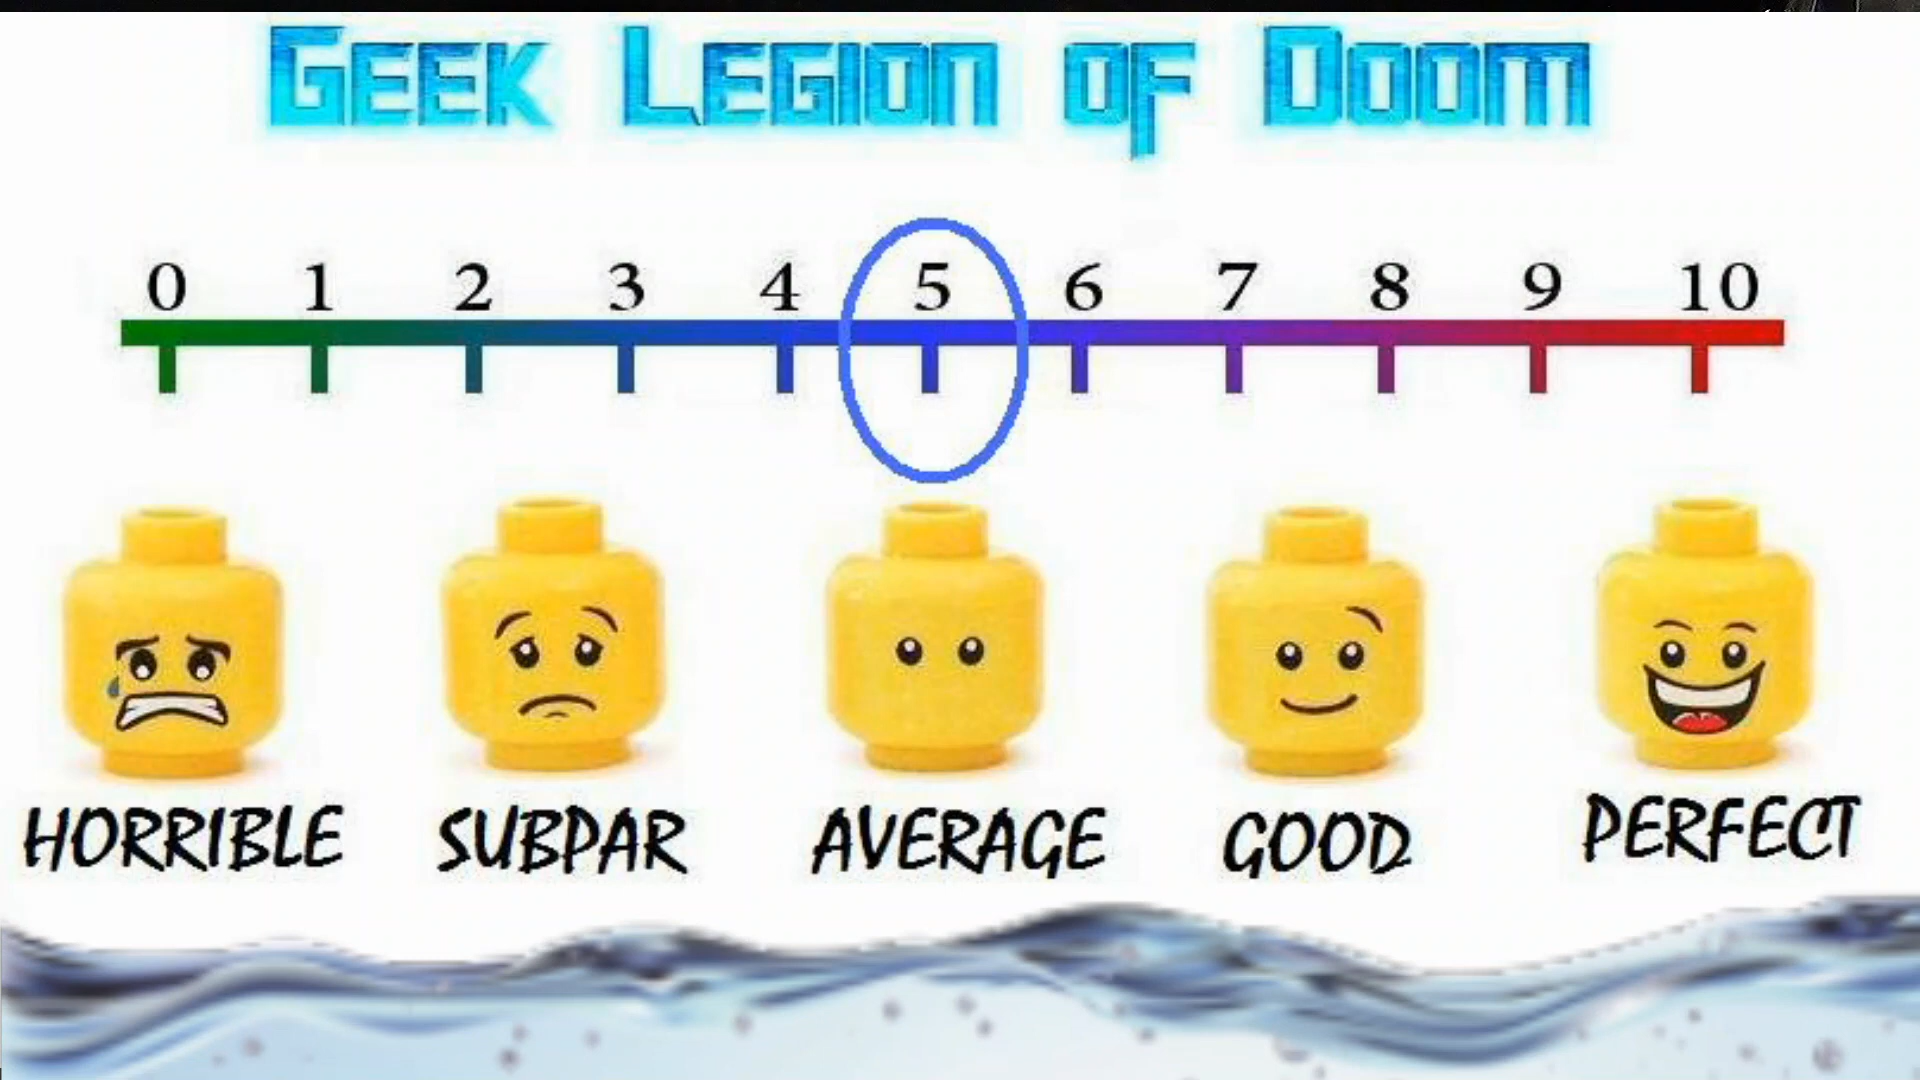 Geek Legion of Doom
0 1 2 3 4 5 6 7 8 9 10
HORRIBLE SUBPAR AVERAGE GOOD PERFECT